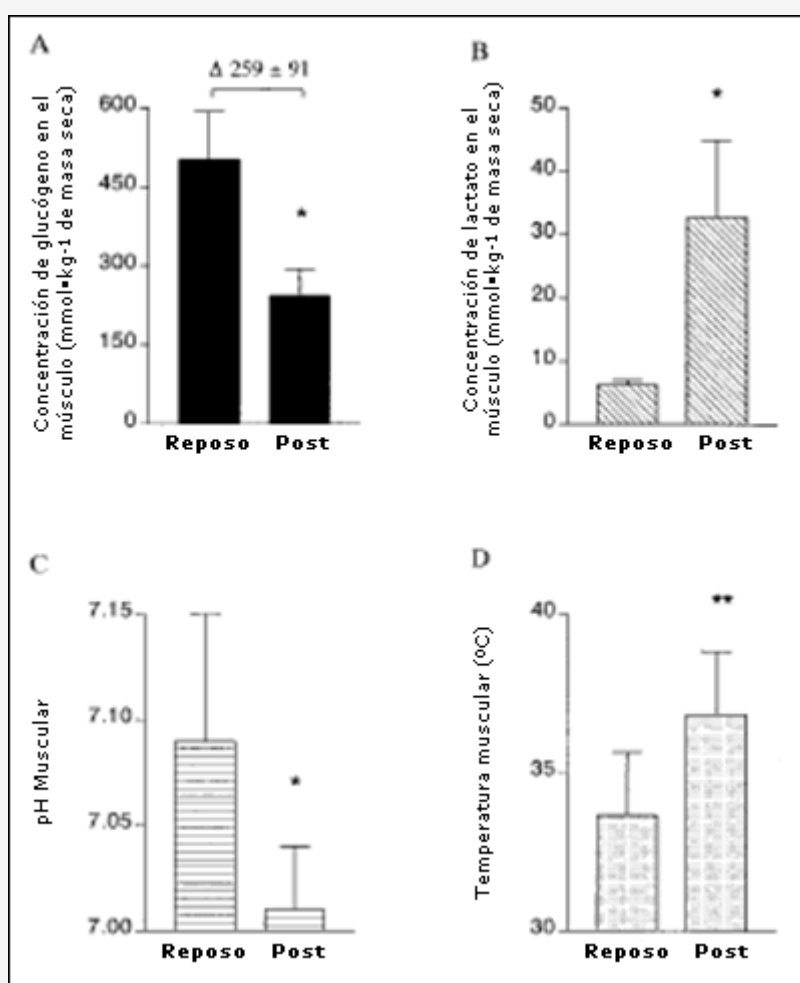 A
Δ 259 ± 91
*
600
450
300
150
0
Concentración de glucógeno en el
músculo (mmol▪kg-1 de masa seca)
Reposo Post
B
*
50
40
30
20
10
0
Concentración de lactato en el
músculo (mmol▪kg-1 de masa seca)
Reposo Post
C
*
7.15
7.10
7.05
7.00
pH Muscular
Reposo Post
D
**
40
35
30
Temperatura muscular (ºC)
Reposo Post